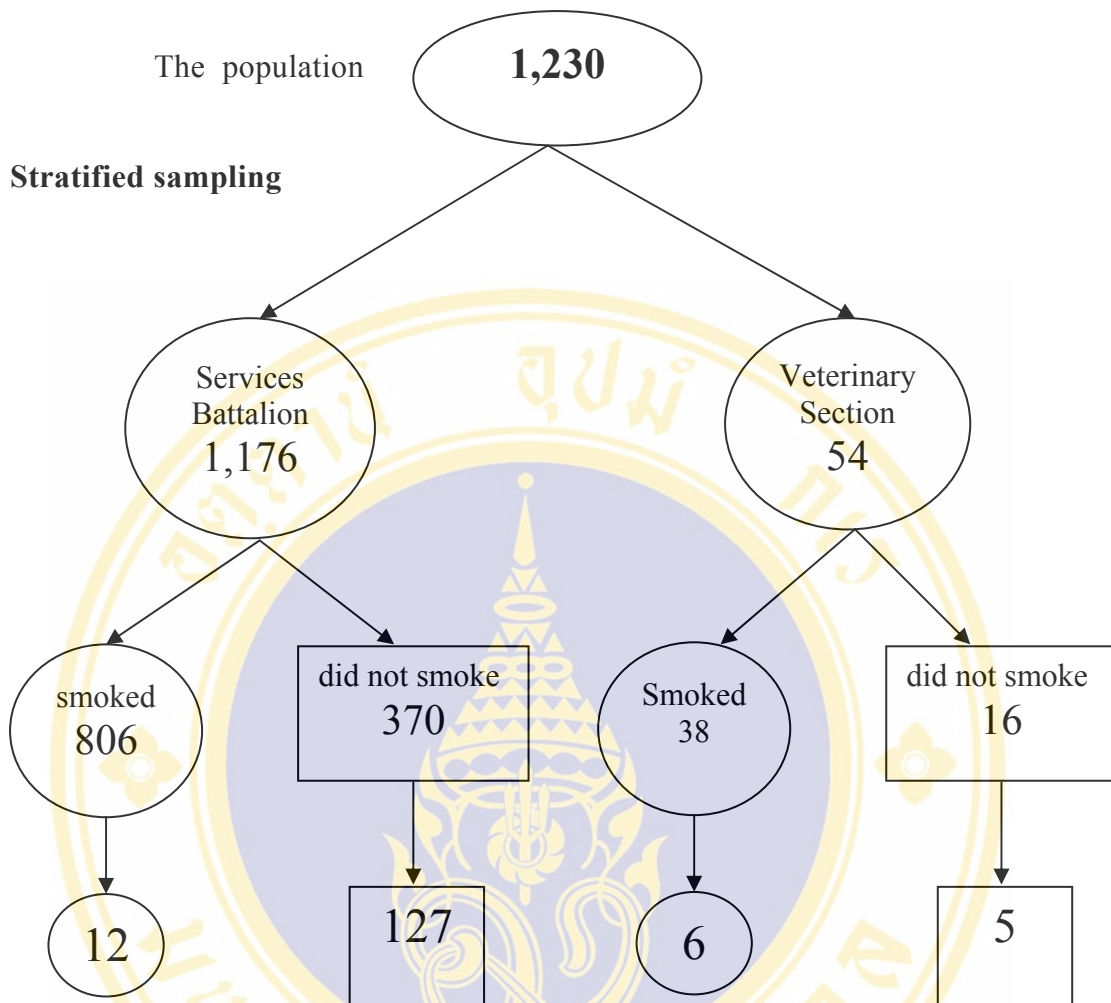 The population
1,230
Stratified sampling
Services
Battalion
1,176
Veterinary
Section
54
smoked
806
did not smoke
370
Smoked
38
did not smoke
16
12
127
6
5